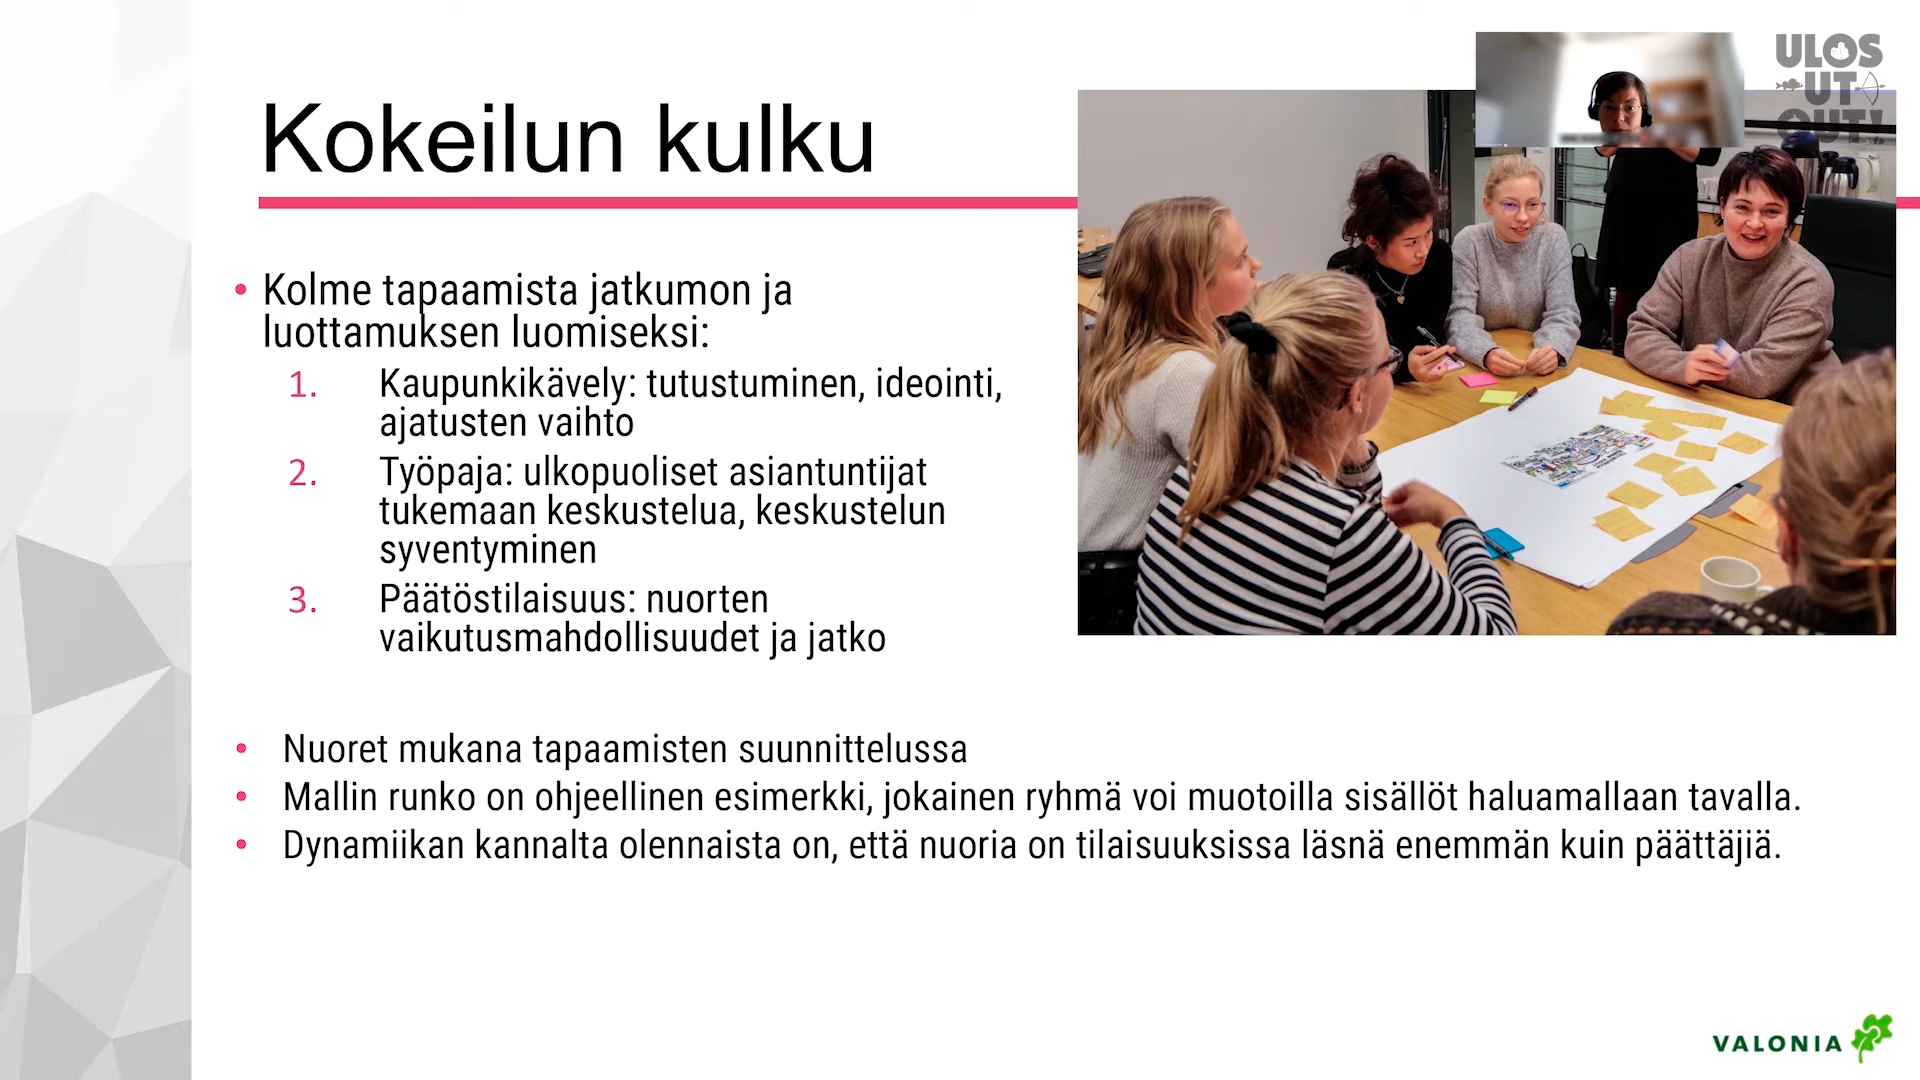 ULOS
UT
OUT!
Kokeilun kulku
• Kolme tapaamista jatkumon ja
luottamuksen luomiseksi:
1. Kaupunkikävely: tutustuminen, ideointi,
ajatusten vaihto
2. Työpaja: ulkopuoliset asiantuntijat
tukemaan keskustelua, keskustelun
syventyminen
3. Päätöstilaisuus: nuorten
vaikutusmahdollisuudet ja jatko
• Nuoret mukana tapaamisten suunnittelussa
• Mallin runko on ohjeellinen esimerkki, jokainen ryhmä voi muotoilla sisällöt haluamallaan tavalla.
• Dynamiikan kannalta olennaista on, että nuoria on tilaisuuksissa läsnä enemmän kuin päättäjiä.
VALONIA